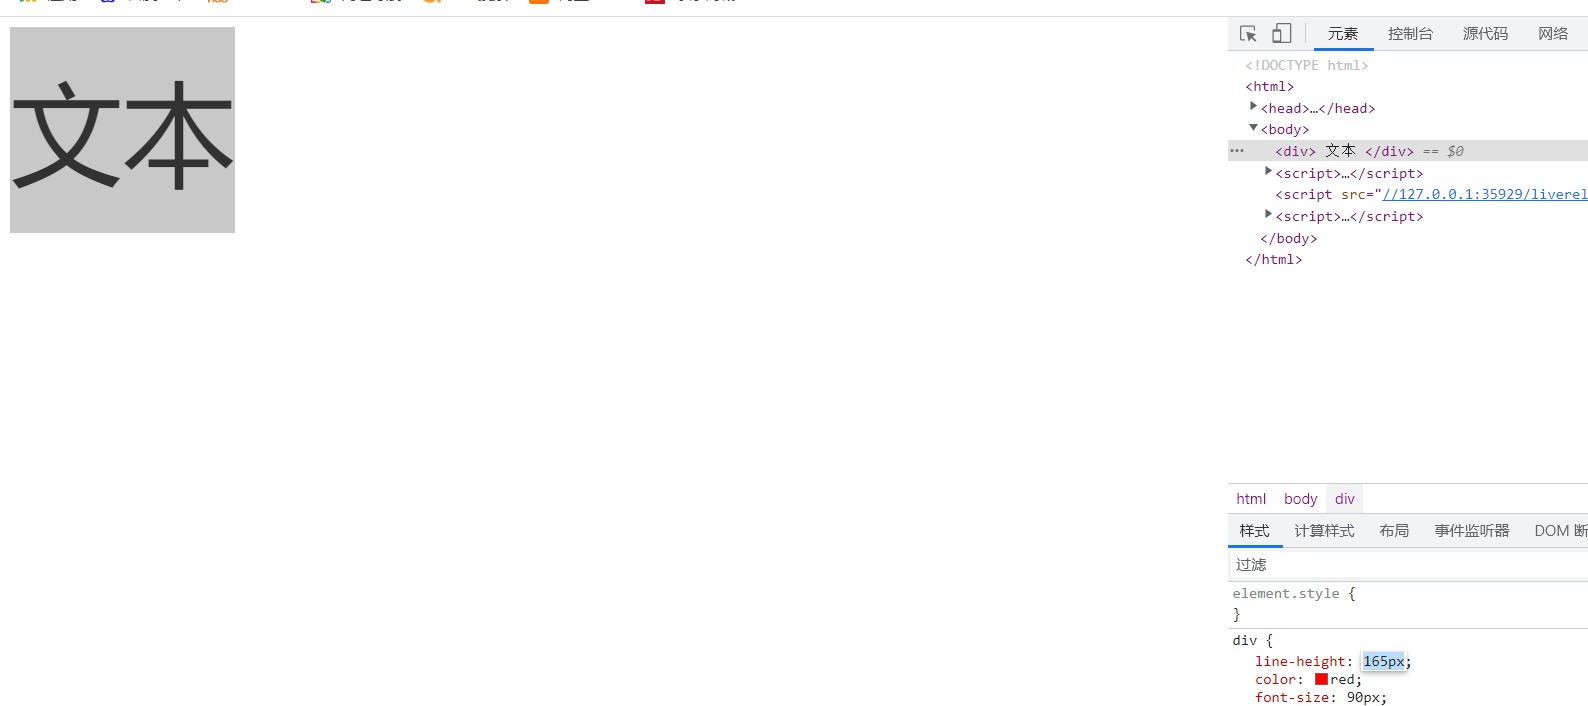 文本
元素 控制台 源代码 网络
<!DOCTYPE html>
<html>
<head>…</head>
<body>
<div> 文本 </div> == $0
<script>…</script>
<script src="//127.0.0.1:35929/liverel
<script>…</script>
</body>
</html>
html body div
样式 计算样式 布局 事件监听器 DOM 断
过滤
element.style {
}
div {
line-height: 165px;
color: red;
font-size: 90px;